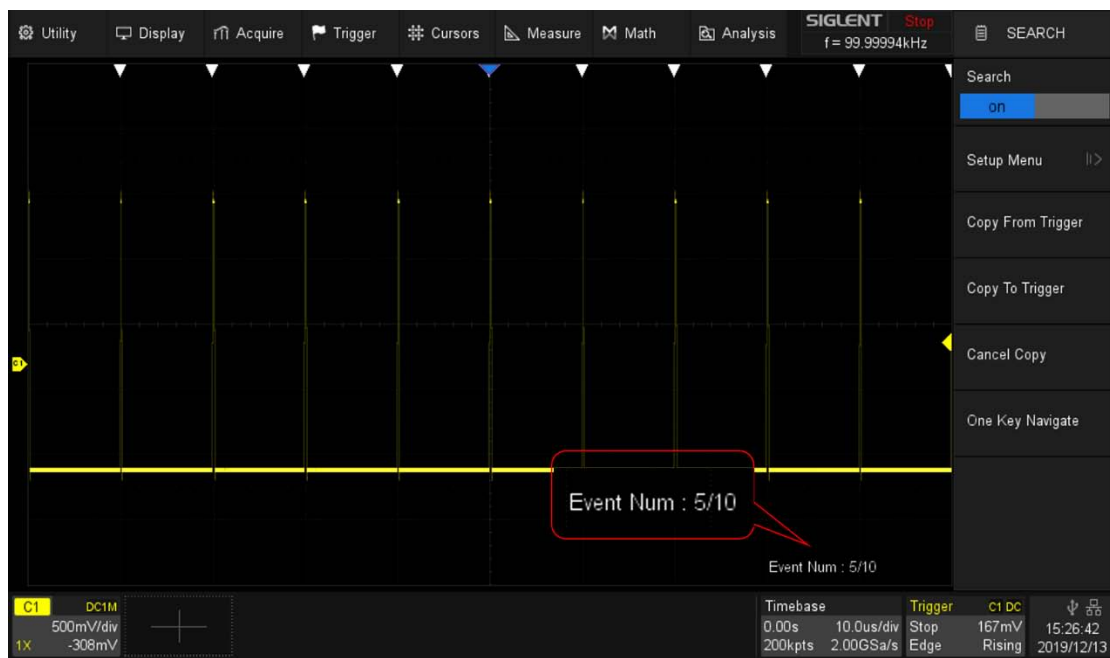 Utility Display Acquire Trigger Cursors Measure Math Analysis
SIGLENT Stop
f = 99.99994kHz
SEARCH
Search
on
Setup Menu
Copy From Trigger
Copy To Trigger
Cancel Copy
One Key Navigate
C1
Event Num : 5/10
Event Num : 5/10
C1 DC1M
500mV/div
1X -308mV
Timebase
0.00s 10.0us/div
200kpts 2.00GSa/s
Trigger C1 DC
Stop 167mV
Edge Rising
15:26:42
2019/12/13